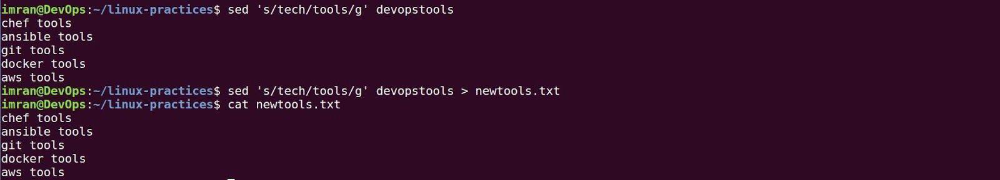 imran@DevOps:~/linux-practices$ sed 's/tech/tools/g' devopstools
chef tools
ansible tools
git tools
docker tools
aws tools
imran@DevOps:~/linux-practices$ sed 's/tech/tools/g' devopstools > newtools.txt
imran@DevOps:~/linux-practices$ cat newtools.txt
chef tools
ansible tools
git tools
docker tools
aws tools